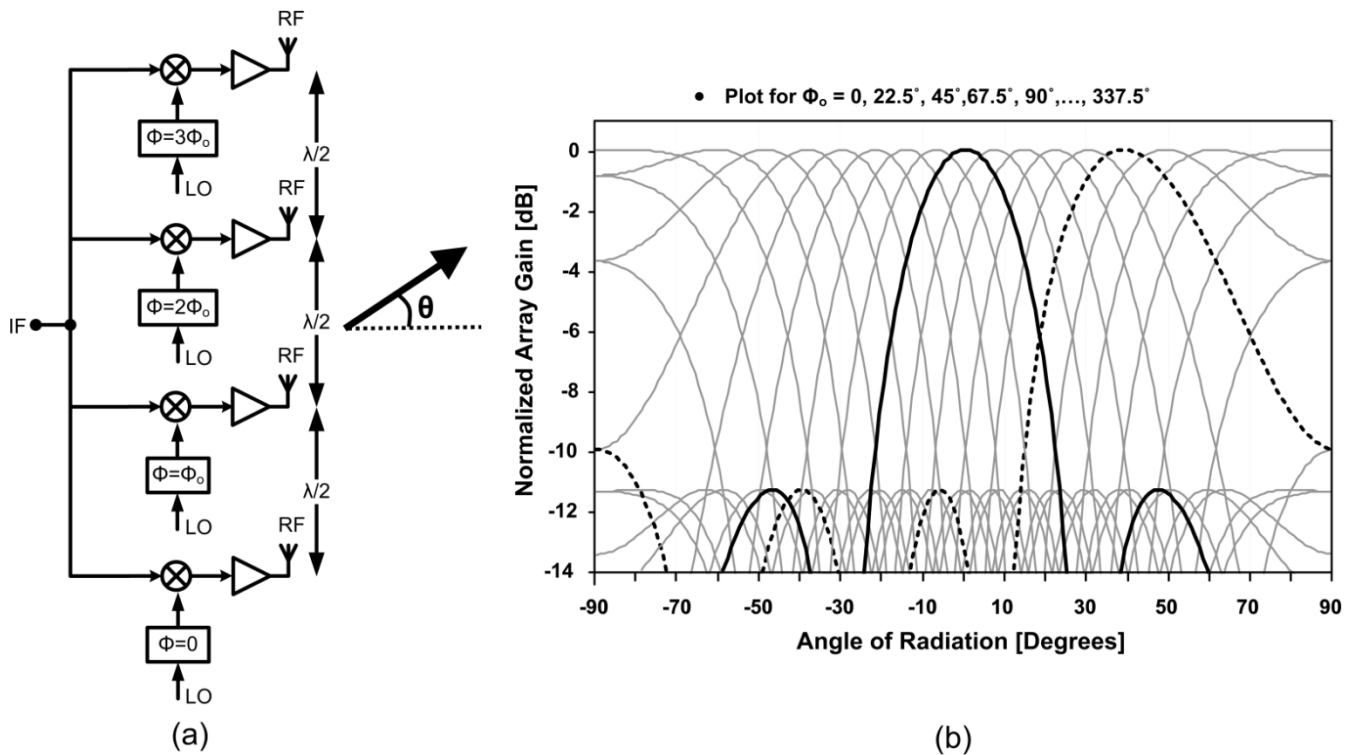 RF
Φ=3Φo
LO
λ/2
RF
Φ=2Φo
LO
IF
λ/2
θ
RF
Φ=Φo
LO
λ/2
RF
Φ=0
LO
(a)
• Plot for Φo = 0, 22.5°, 45°,67.5°, 90°,..., 337.5°
Normalized Array Gain [dB]
0
-2
-4
-6
-8
-10
-12
-14
-90 -70 -50 -30 -10 10 30 50 70 90
Angle of Radiation [Degrees]
(b)